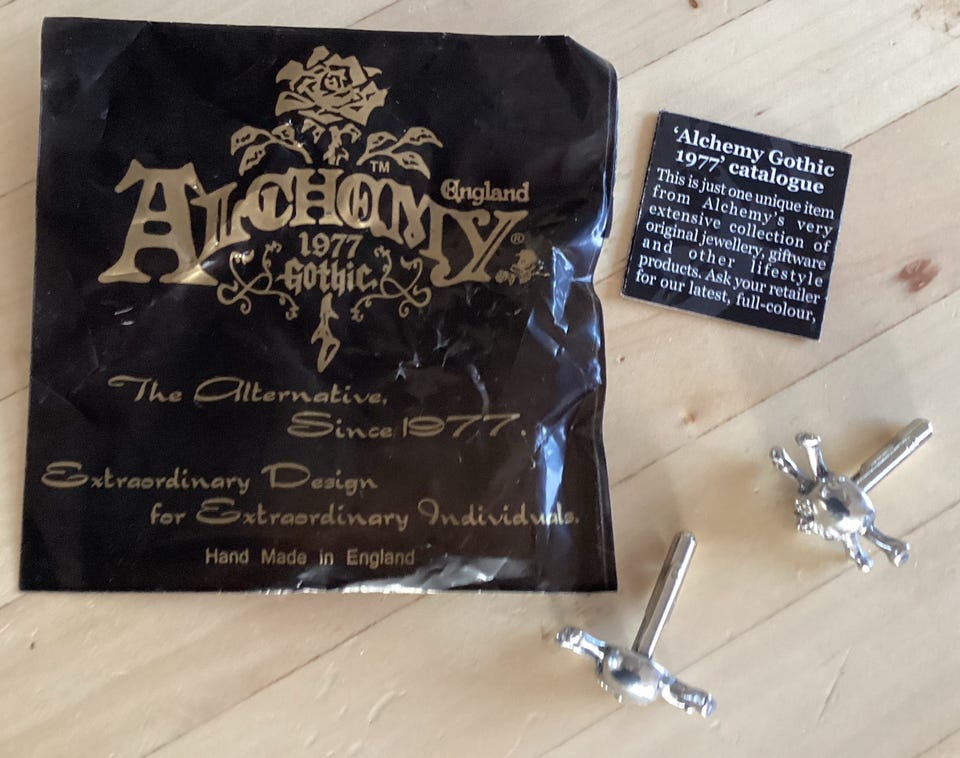 ALCHEMY™ England
1977
Gothic ®
The Alternative,
Since 1977.
Extraordinary Design
for Extraordinary Individuals.
Hand Made in England
‘Alchemy Gothic
1977’ catalogue
This is just one unique item
from Alchemy’s very
extensive collection of
original jewellery, giftware
and other lifestyle
products. Ask your retailer
for our latest, full-colour,